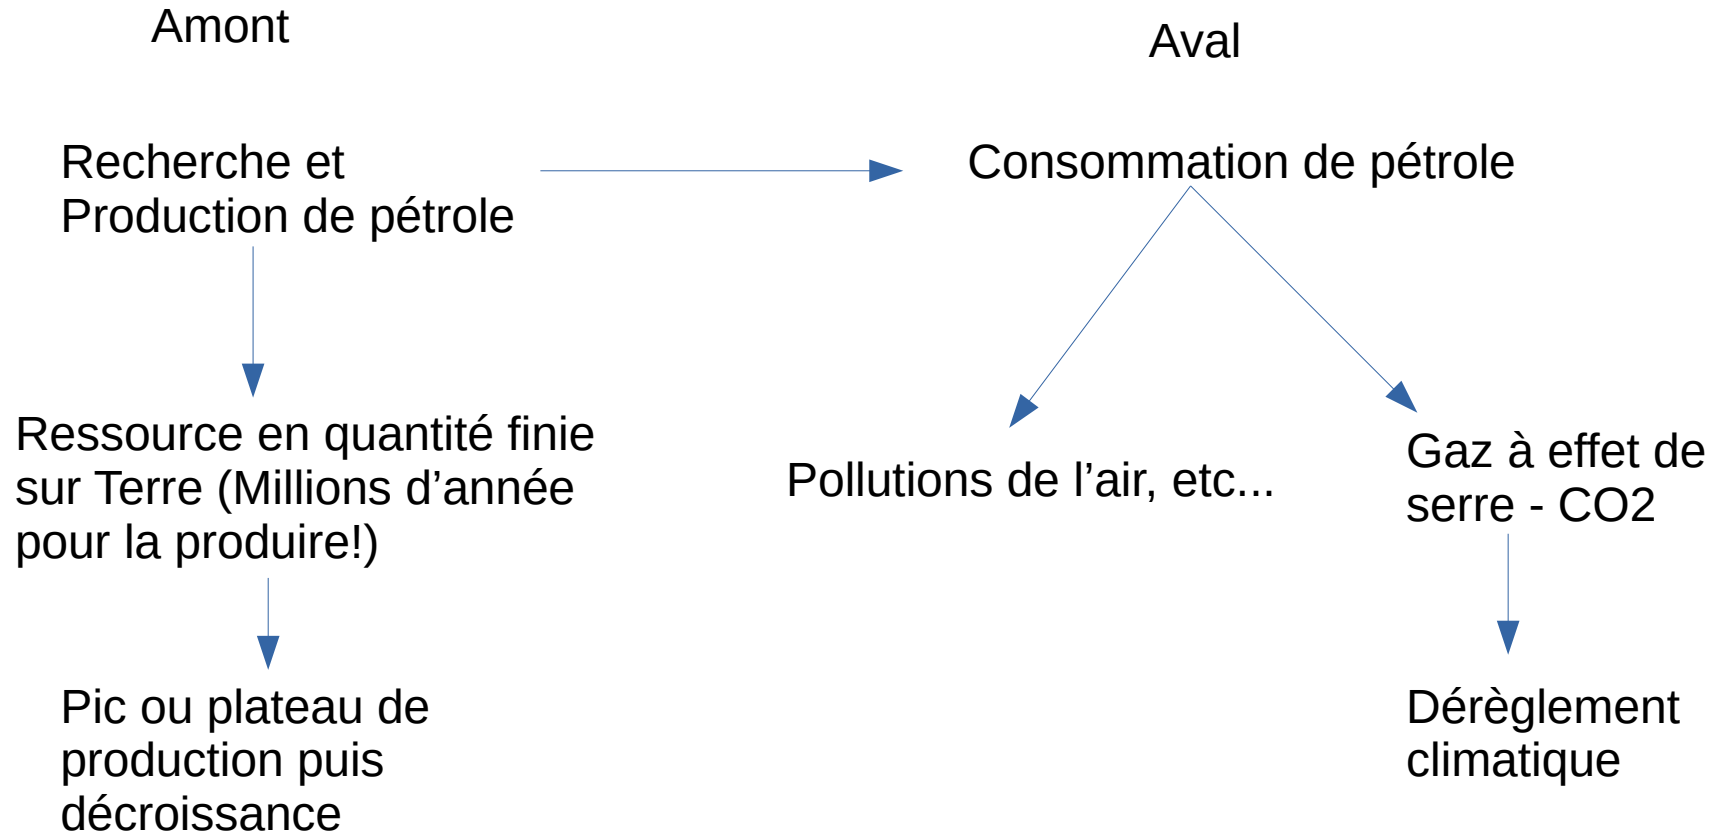 Amont
Aval
Recherche et
Production de pétrole
Consommation de pétrole
Ressource en quantité finie
sur Terre (Millions d’année
pour la produire!)
Pollutions de l’air, etc...
Gaz à effet de
serre - CO2
Pic ou plateau de
production puis
décroissance
Dérèglement
climatique